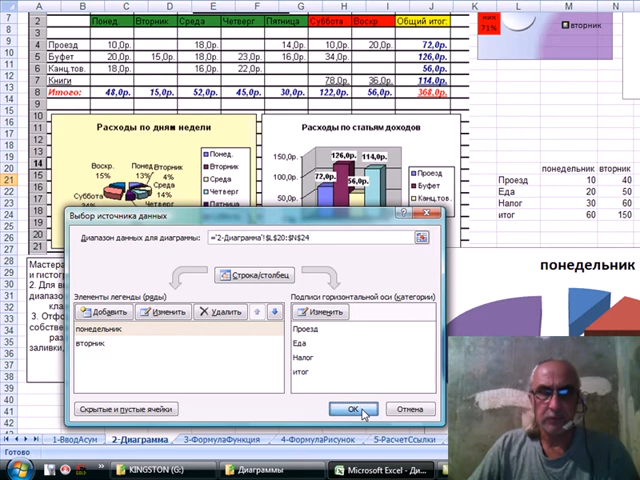 A B C D E F G H I J K L M N
2 Понед. Вторник Среда Четверг Пятница Суббота Воскр. Общий итог:
4 Проезд 10,0р. 18,0р. 14,0р. 10,0р. 20,0р. 72,0р.
5 Буфет 20,0р. 15,0р. 18,0р. 23,0р. 16,0р. 34,0р. 126,0р.
6 Канц.тов. 18,0р. 16,0р. 22,0р. 56,0р.
7 Книги 78,0р. 36,0р. 114,0р.
8 Итого: 48,0р. 15,0р. 52,0р. 45,0р. 30,0р. 122,0р. 56,0р. 368,0р.
71%
вторник
Расходы по дням недели
Воскр. 15%
Понед. 13%
Вторник 4%
Среда 14%
Суббота
Понед.
Вторник
Среда
Четверг
Пятница
Расходы по статьям доходов
150,0р.
100,0р.
72,0р. 126,0р. 56,0р. 114,0р.
Проезд
Буфет
Книги
Канц.тов.
понедельник вторник
Проезд 10 40
Еда 20 50
Налог 30 60
итог 60 150
понедельник
Выбор источника данных
Диапазон данных для диаграммы: ='2-Диаграмма'!$L$20:$N$24
Строка/столбец
Элементы легенды (ряды)
Добавить Изменить Удалить
понедельник
вторник
Подписи горизонтальной оси (категории)
Изменить
Проезд
Еда
Налог
итог
Скрытые и пустые ячейки
ОК Отмена
1-ВводАсум 2-Диаграмма 3-ФормулаФункция 4-ФормулаРисунок 5-РасчетСсылки
Готово
KINGSTON (G:) Диаграммы Microsoft Excel - Ди...